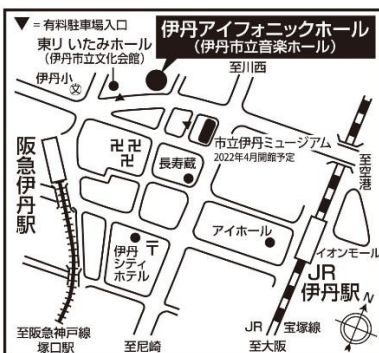 ▼＝有料駐車場入口
伊丹アイフォニックホール
（伊丹市立音楽ホール）
東リ いたみホール
（伊丹市立文化会館）
伊丹小
文
至川西
市立伊丹ミュージアム
2022年4月開館予定
卍卍
卍
長寿蔵
至空港
阪急伊丹駅
アイホール
イオンモール
伊丹
シティ
ホテル
〒
JR
伊丹駅
N
至阪急神戸線
塚口駅
至尼崎
JR 宝塚線
至大阪